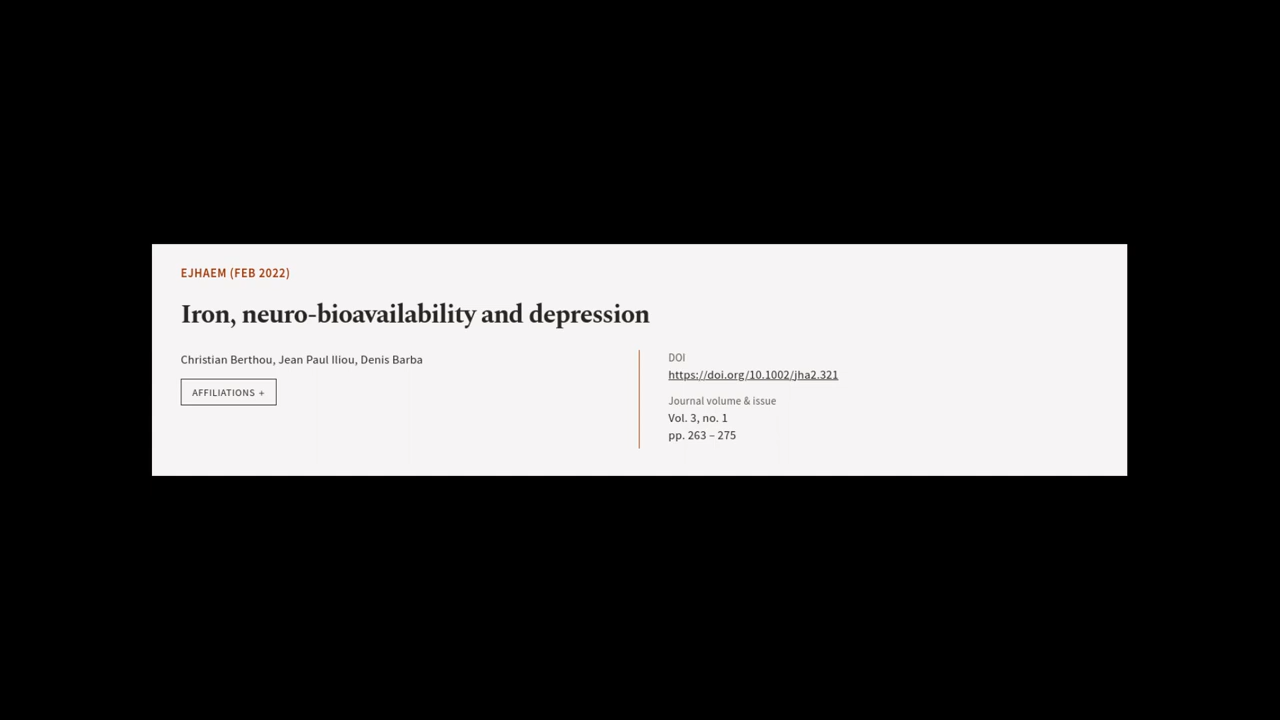 EJHAEM (FEB 2022)
Iron, neuro-bioavailability and depression
Christian Berthou, Jean Paul Iliou, Denis Barba
AFFILIATIONS +
DOI
https://doi.org/10.1002/jha2.321
Journal volume & issue
Vol. 3, no. 1
pp. 263 – 275